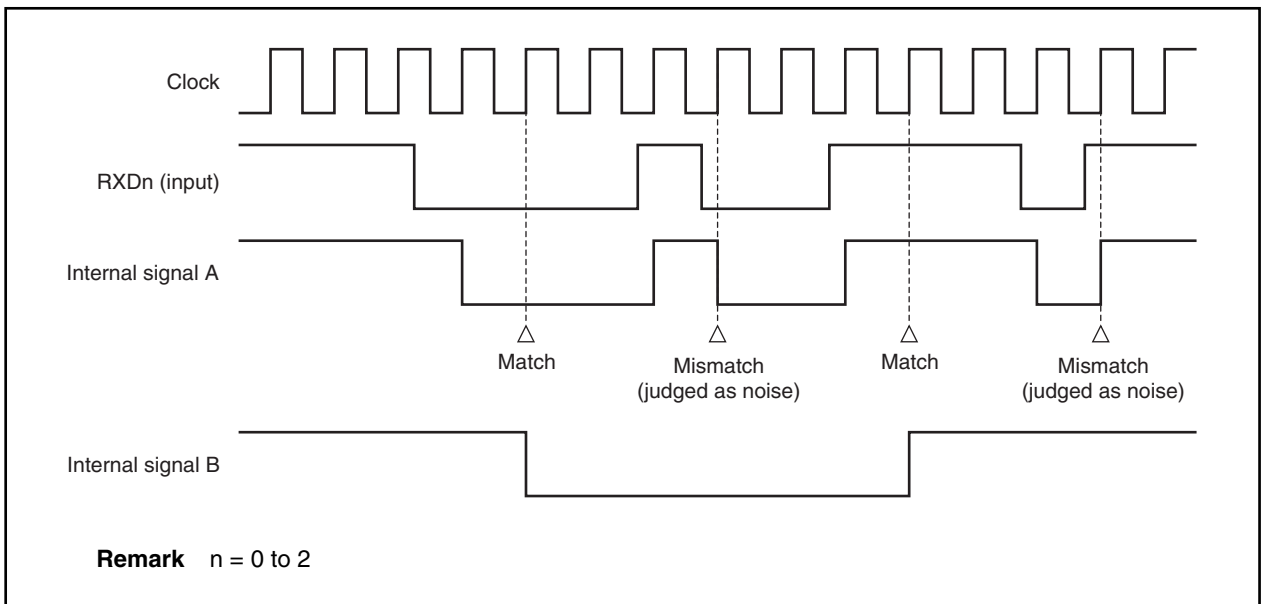 Clock
RXDn (input)
Internal signal A
Match
Mismatch
(judged as noise)
Match
Mismatch
(judged as noise)
Internal signal B
Remark n = 0 to 2